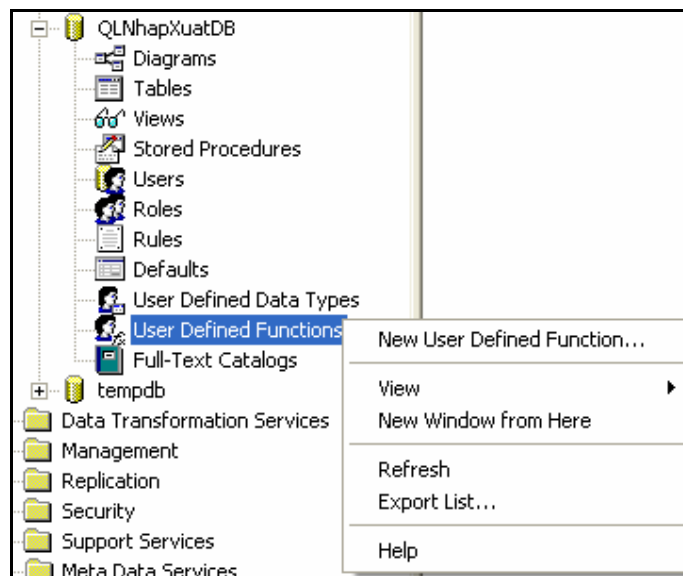 QLNhapXuatDB
Diagrams
Tables
Views
Stored Procedures
Users
Roles
Rules
Defaults
User Defined Data Types
User Defined Functions
Full-Text Catalogs
tempdb
Data Transformation Services
Management
Replication
Security
Support Services
Meta Data Services
New User Defined Function...
View
New Window from Here
Refresh
Export List...
Help